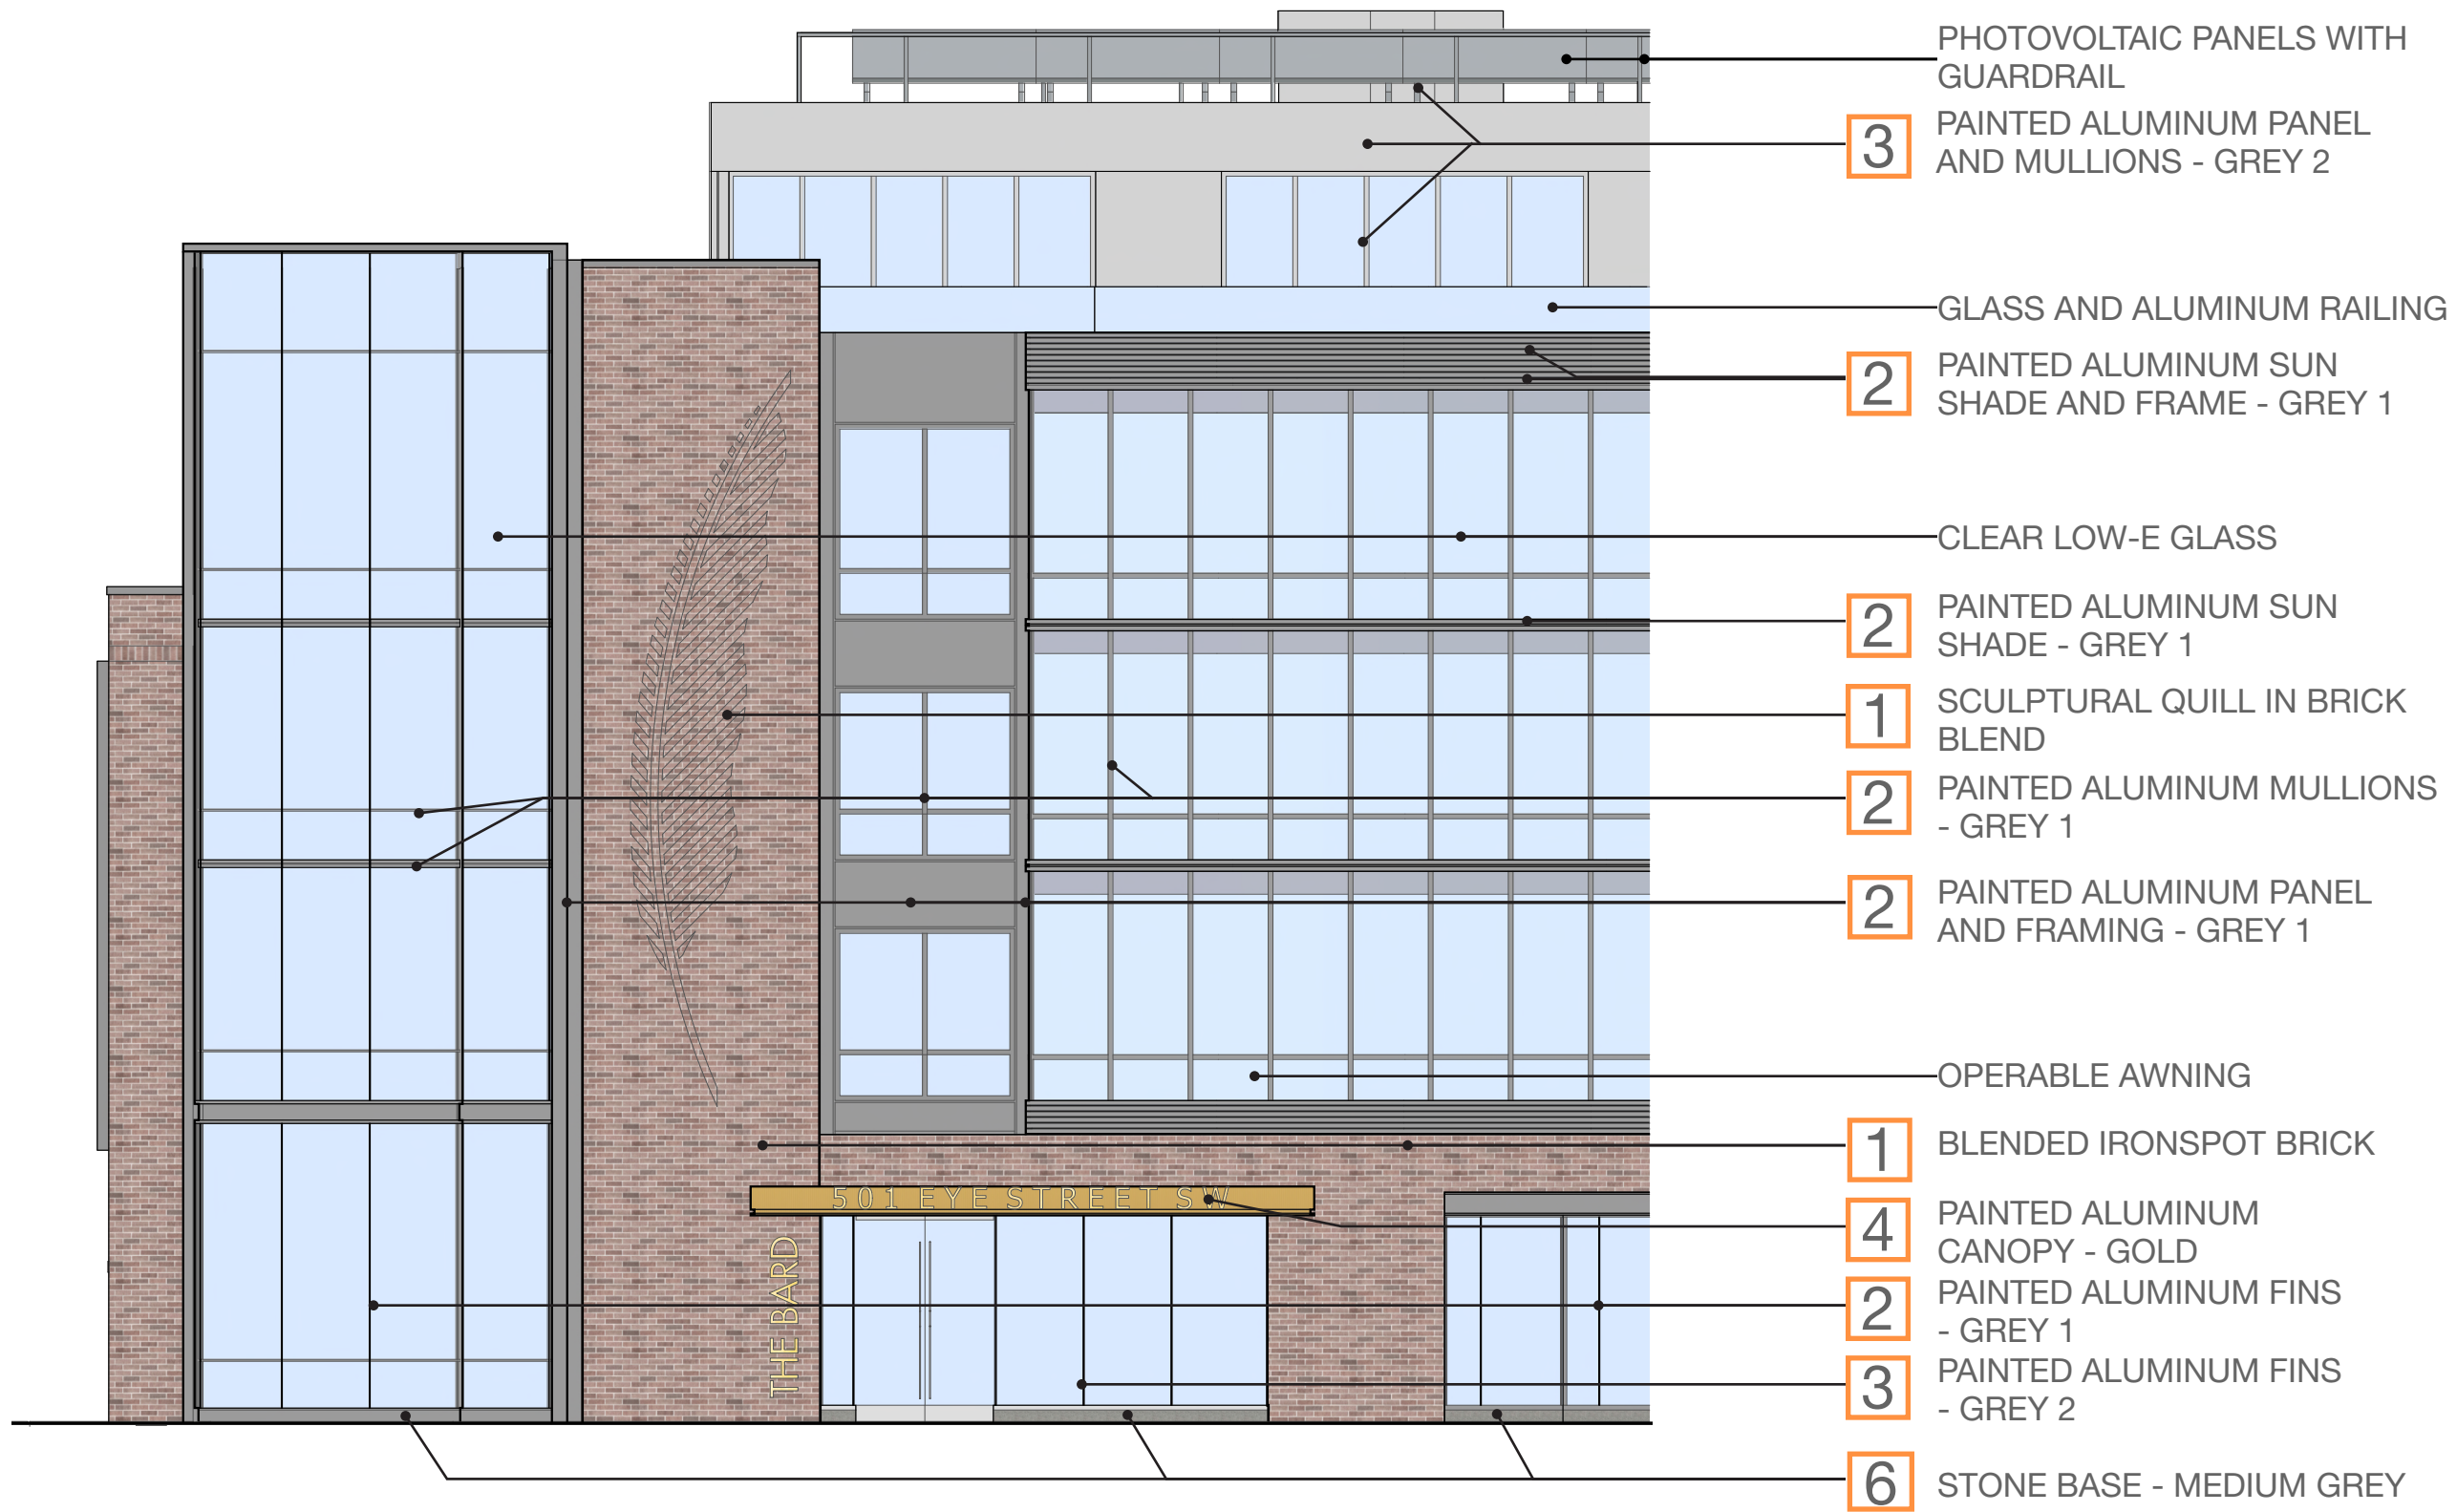 PHOTOVOLTAIC PANELS WITH
GUARDRAIL
3 PAINTED ALUMINUM PANEL
AND MULLIONS - GREY 2
GLASS AND ALUMINUM RAILING
2 PAINTED ALUMINUM SUN
SHADE AND FRAME - GREY 1
CLEAR LOW-E GLASS
2 PAINTED ALUMINUM SUN
SHADE - GREY 1
1 SCULPTURAL QUILL IN BRICK
BLEND
2 PAINTED ALUMINUM MULLIONS
- GREY 1
2 PAINTED ALUMINUM PANEL
AND FRAMING - GREY 1
OPERABLE AWNING
1 BLENDED IRONSPOT BRICK
501 EYE STREET SW
4 PAINTED ALUMINUM
CANOPY - GOLD
THE BARD
2 PAINTED ALUMINUM FINS
- GREY 1
3 PAINTED ALUMINUM FINS
- GREY 2
6 STONE BASE - MEDIUM GREY